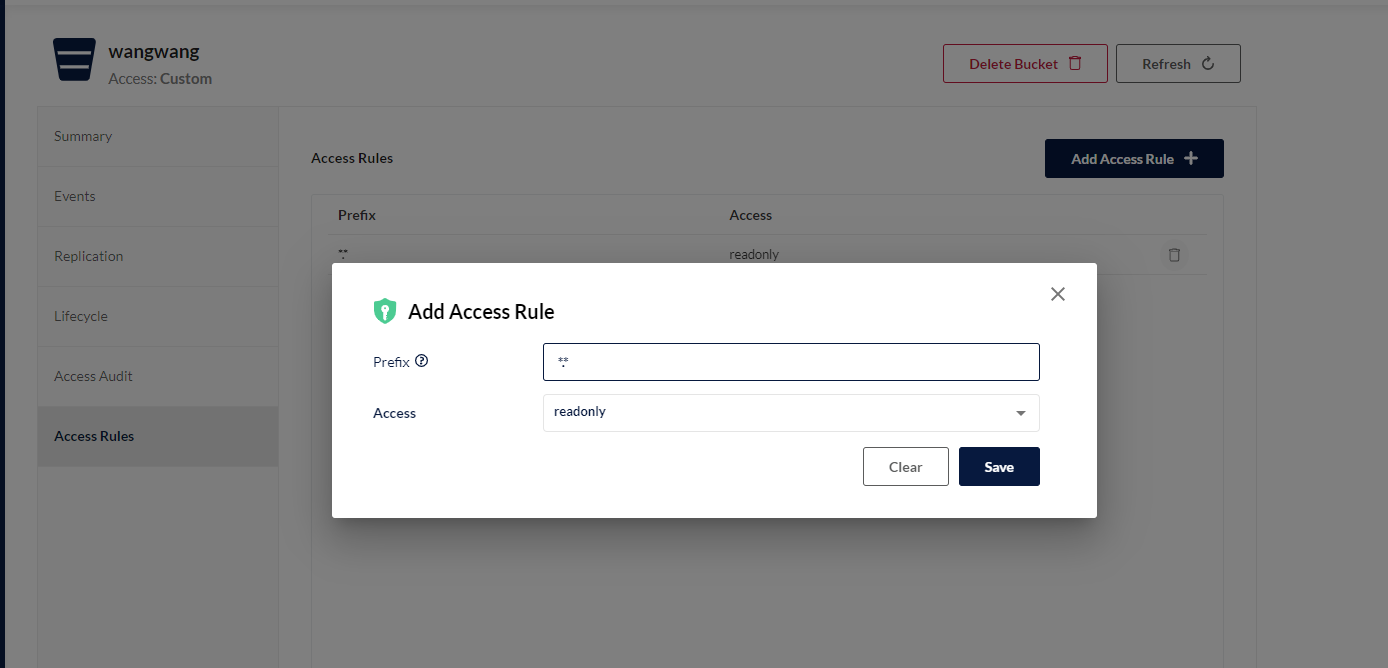 wangwang
Access: Custom
Delete Bucket
Refresh
Summary
Events
Replication
Lifecycle
Access Audit
Access Rules
Access Rules
Add Access Rule
Prefix Access
*.* readonly
Add Access Rule
Prefix
*.*
Access
readonly
Clear
Save